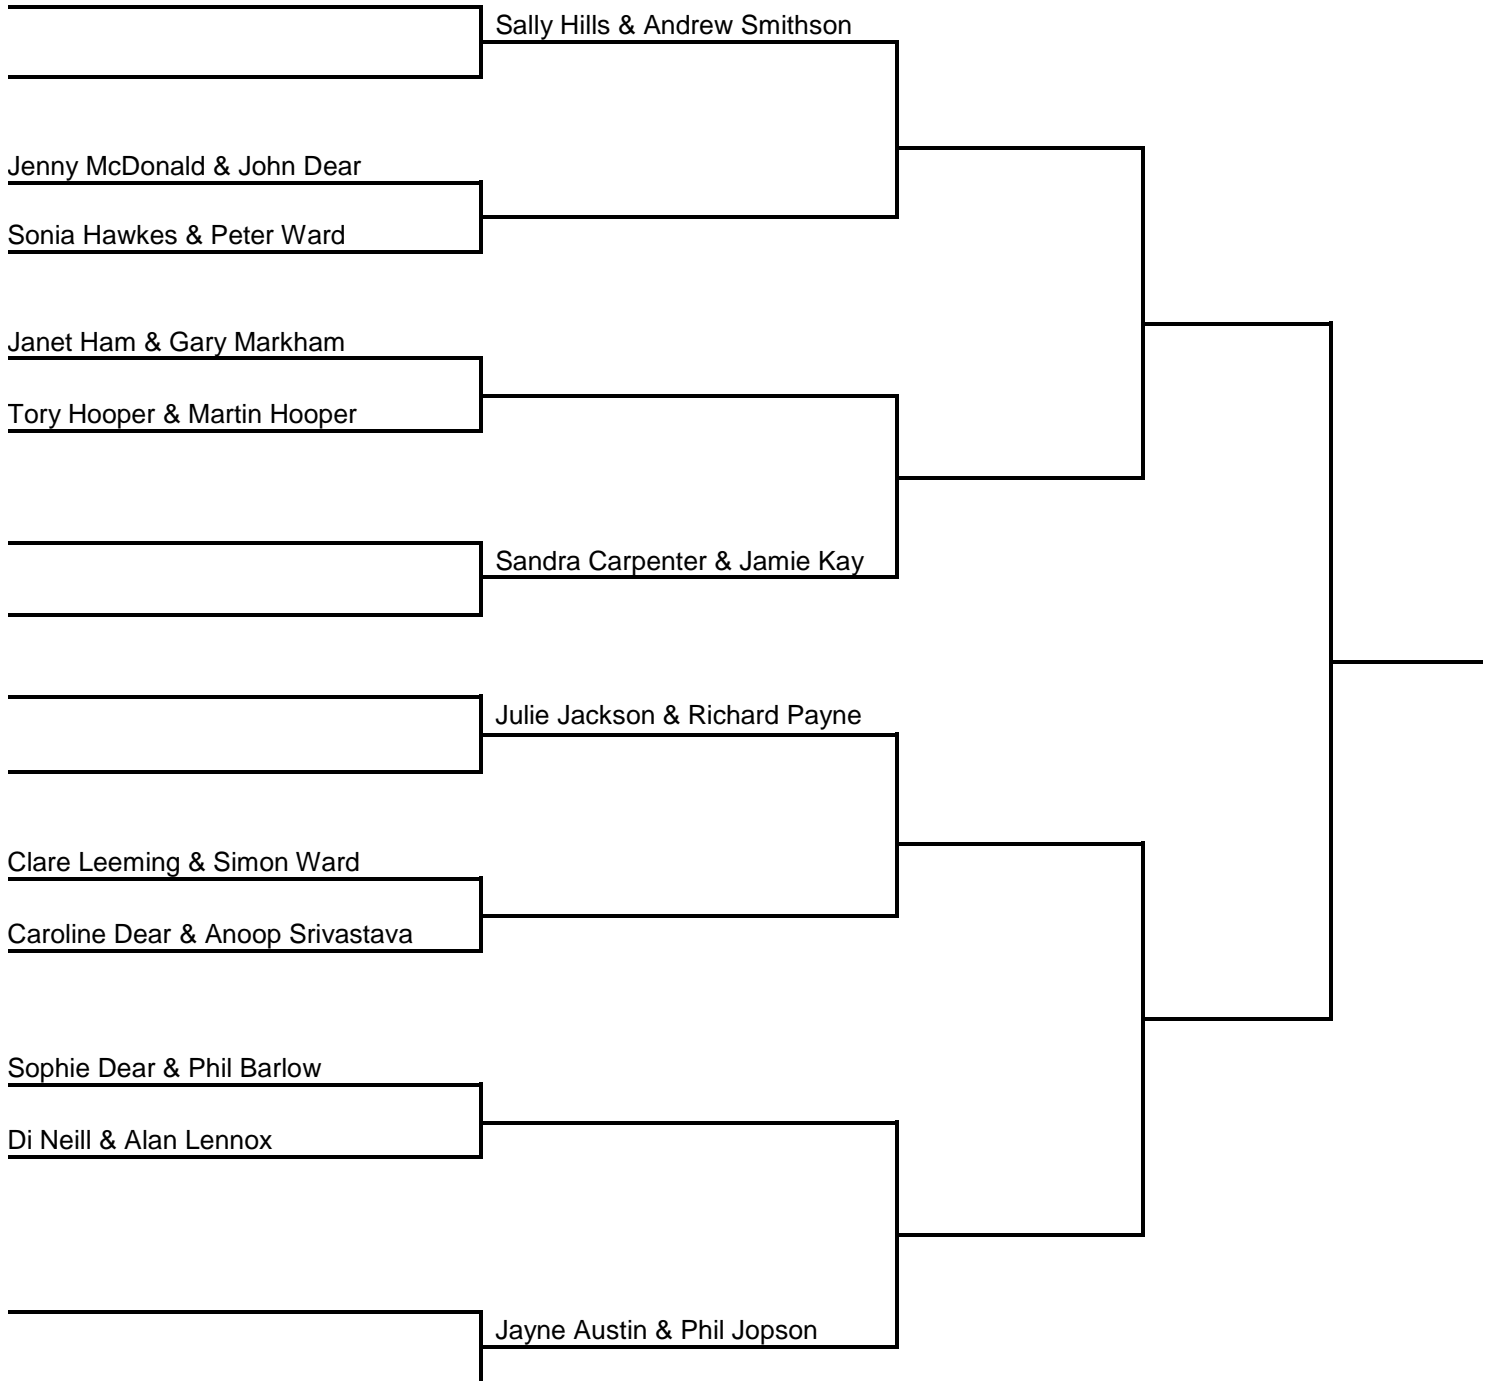 Sally Hills & Andrew Smithson
Jenny McDonald & John Dear
Sonia Hawkes & Peter Ward
Janet Ham & Gary Markham
Tory Hooper & Martin Hooper
Sandra Carpenter & Jamie Kay
Julie Jackson & Richard Payne
Clare Leeming & Simon Ward
Caroline Dear & Anoop Srivastava
Sophie Dear & Phil Barlow
Di Neill & Alan Lennox
Jayne Austin & Phil Jopson